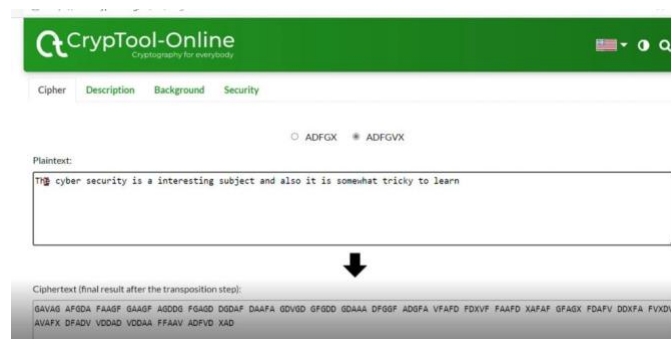 CrypTool-Online
Cryptography for everybody
Cipher Description Background Security
ADFGX ADFGVX
Plaintext:
The cyber security is a interesting subject and also it is somewhat tricky to learn
Ciphertext (final result after the transposition step):
GAVAG AFGDA FAAGF GAAGF AGDDG FGAGD DGDAF DAAFA GDVGD GFGDD GDAAA DFGGF ADGFA VFAFD FDXVF FAAFD XAFAF GFAGX FDAFV DDXFA FVXDV
AVAFX DFADV VDDAD VDDAA FFAAV ADFVD XAD